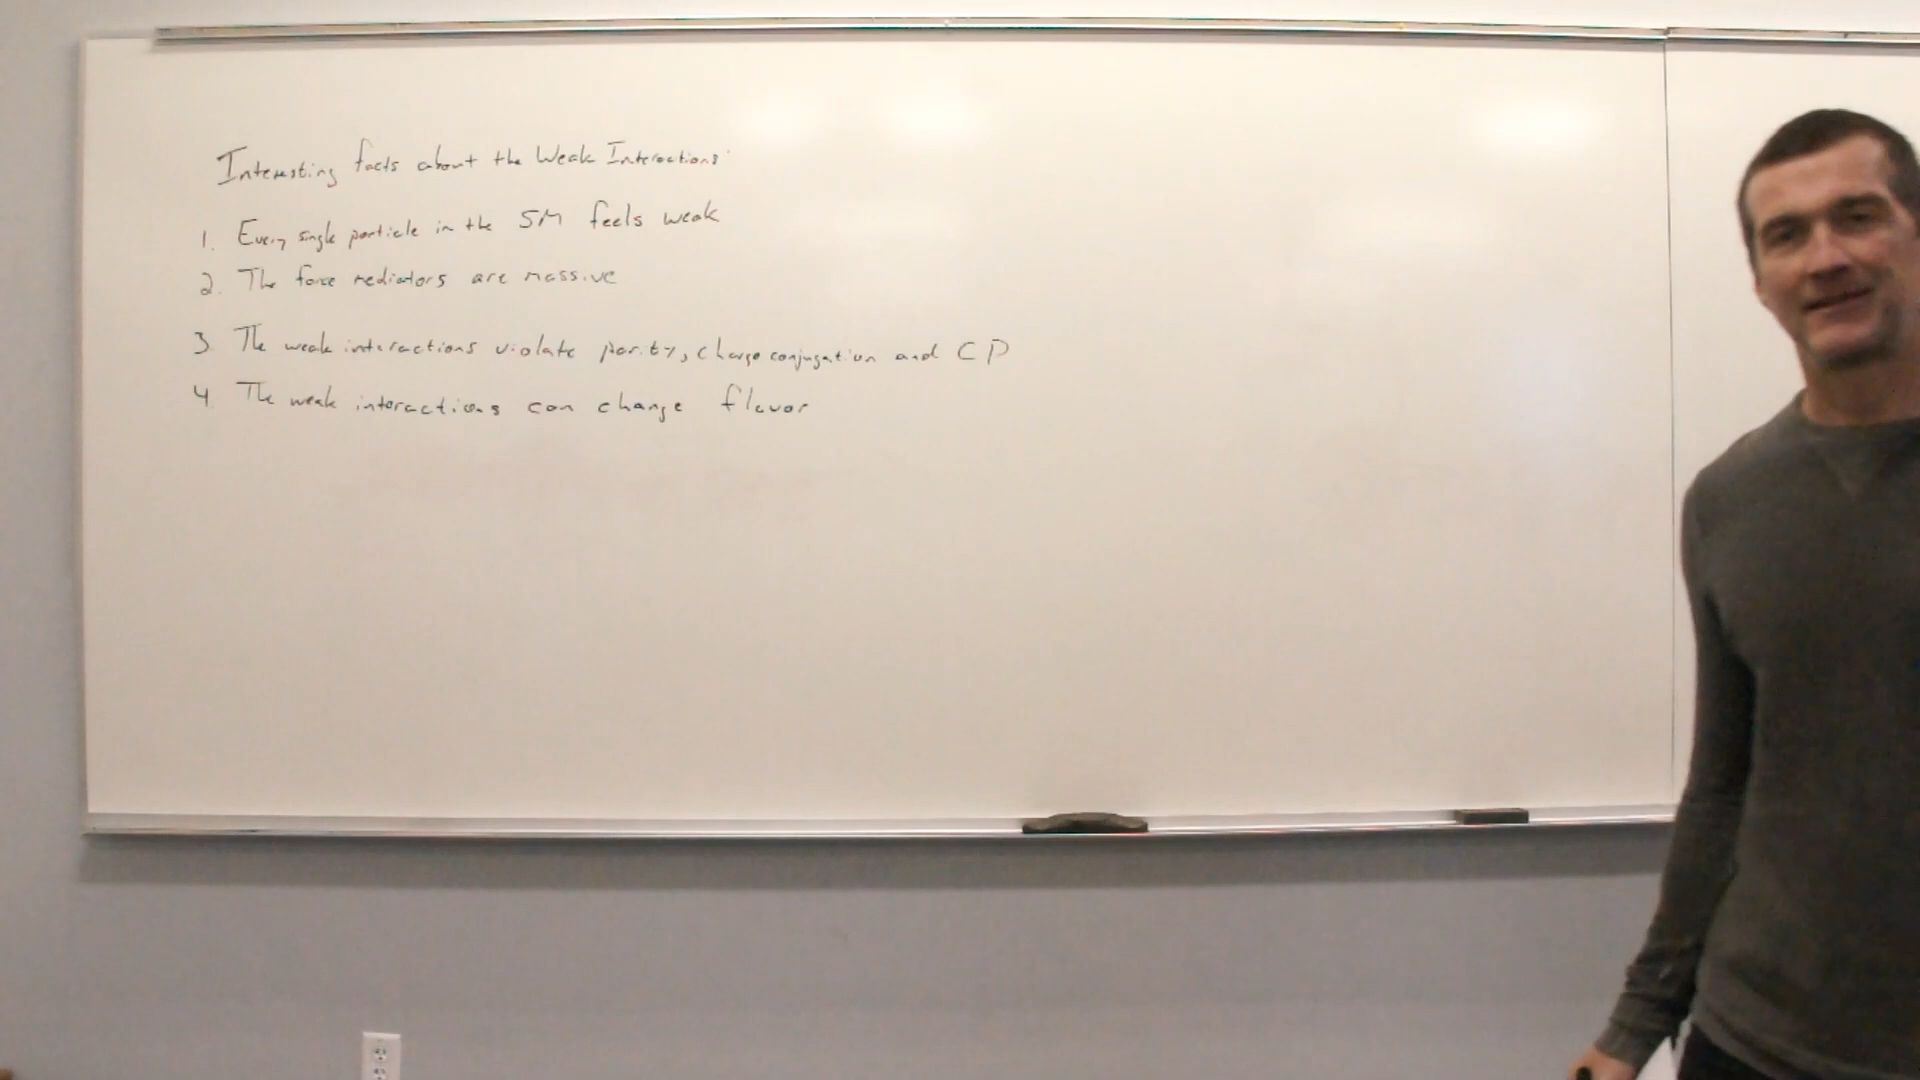 Interesting facts about the Weak Interactions
1. Every single particle in the SM feels weak
2. The force mediators are massive
3 The weak interactions violate parity, charge conjugation and CP
4 The weak interactions can change flavor